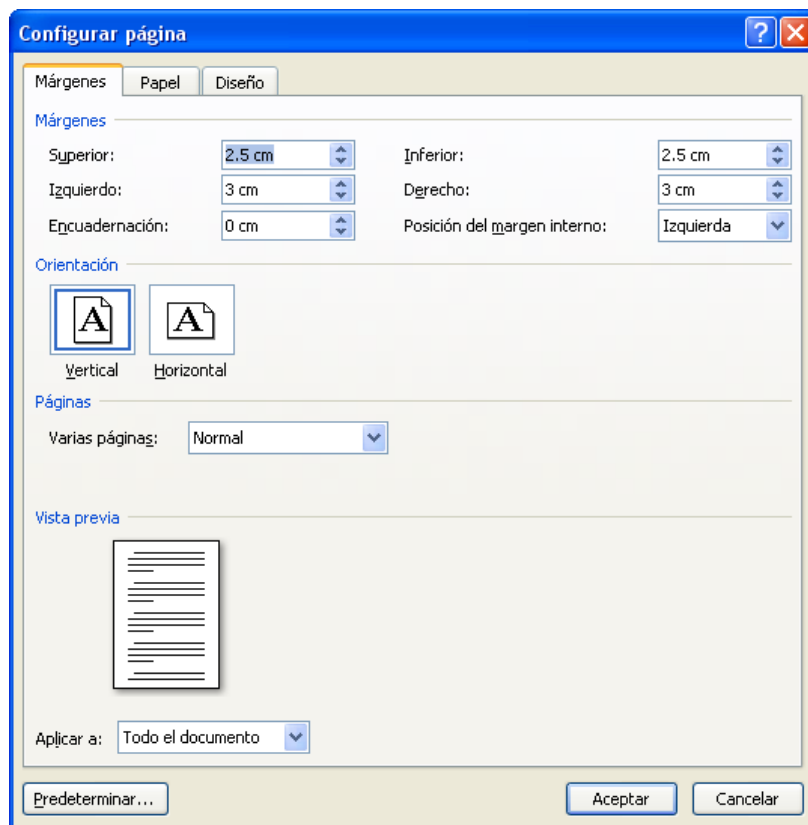 Configurar página
Márgenes Papel Diseño
Márgenes
Superior: 2.5 cm Inferior: 2.5 cm
Izquierdo: 3 cm Derecho: 3 cm
Encuadernación: 0 cm Posición del margen interno: Izquierda
Orientación
A A
Vertical Horizontal
Páginas
Varias páginas: Normal
Vista previa
Aplicar a: Todo el documento
Predeterminar... Aceptar Cancelar